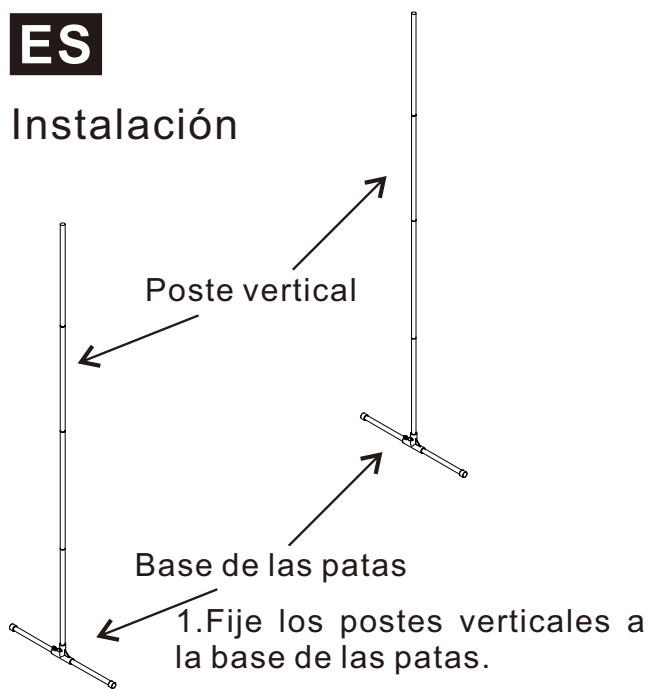 ES
Instalación
Poste vertical
Base de las patas
1.Fije los postes verticales a
la base de las patas.